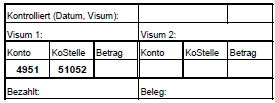 Kontrolliert (Datum, Visum):
Visum 1: Visum 2:
Konto KoStelle Betrag Konto KoStelle Betrag
4951 51052
Bezahlt: Beleg: